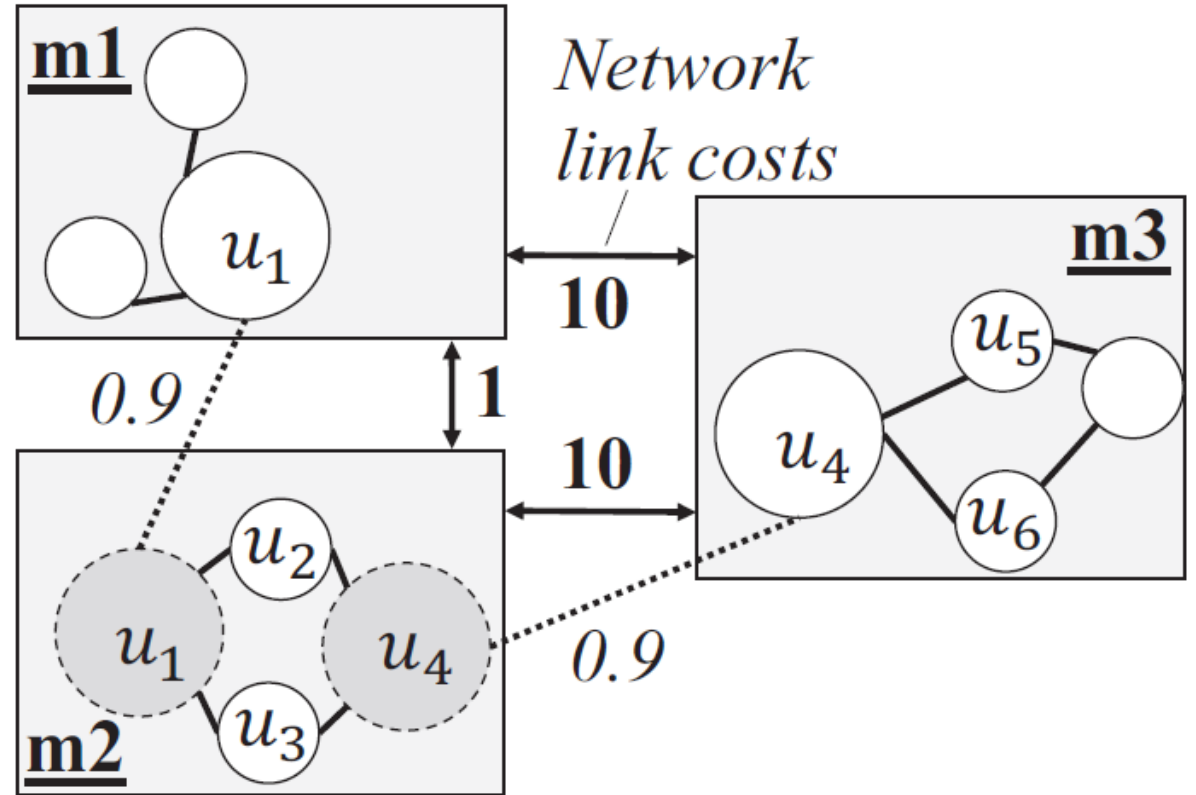 m1
Network
link costs
u₁
10
m3
u₅
0.9
1
u₄
10
u₆
u₂
u₁
u₄
0.9
u₃
m2